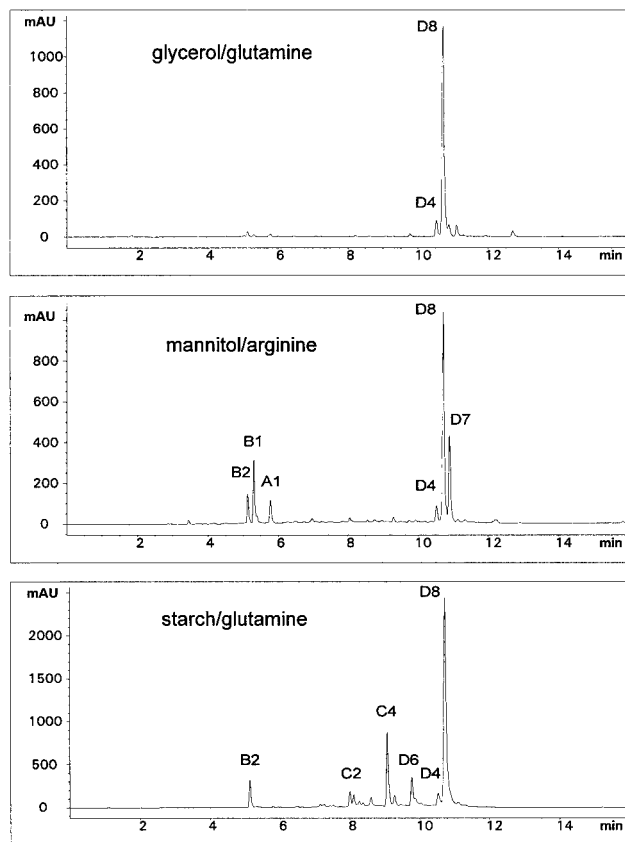 mAU
D8
1000
glycerol/glutamine
800
600
400
200
D4
0
2 4 6 8 10 12 14 min
mAU
D8
800
mannitol/arginine
600
400
B1
D7
200
B2
A1
D4
0
2 4 6 8 10 12 14 min
mAU
D8
2500
starch/glutamine
2000
1500
1000
C4
500
B2
C2
D6
D4
0
2 4 6 8 10 12 14 min